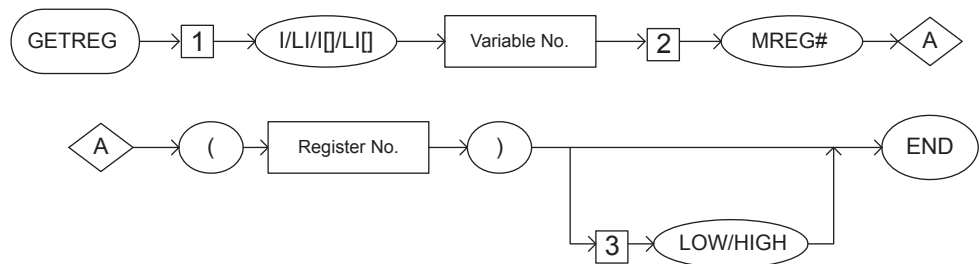 GETREG 1 I/LI/I[]/LI[] Variable No. 2 MREG# A
A ( Register No. ) END
3 LOW/HIGH